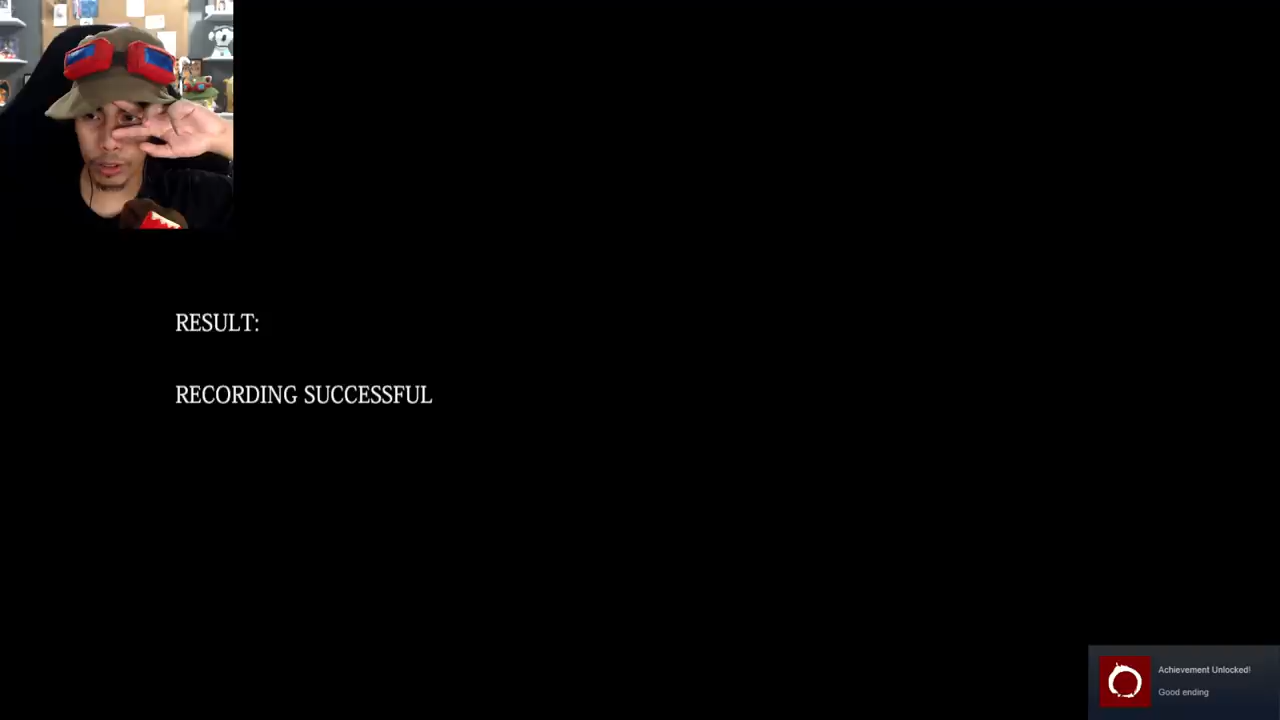 RESULT:
RECORDING SUCCESSFUL
Achievement Unlocked!
Good ending